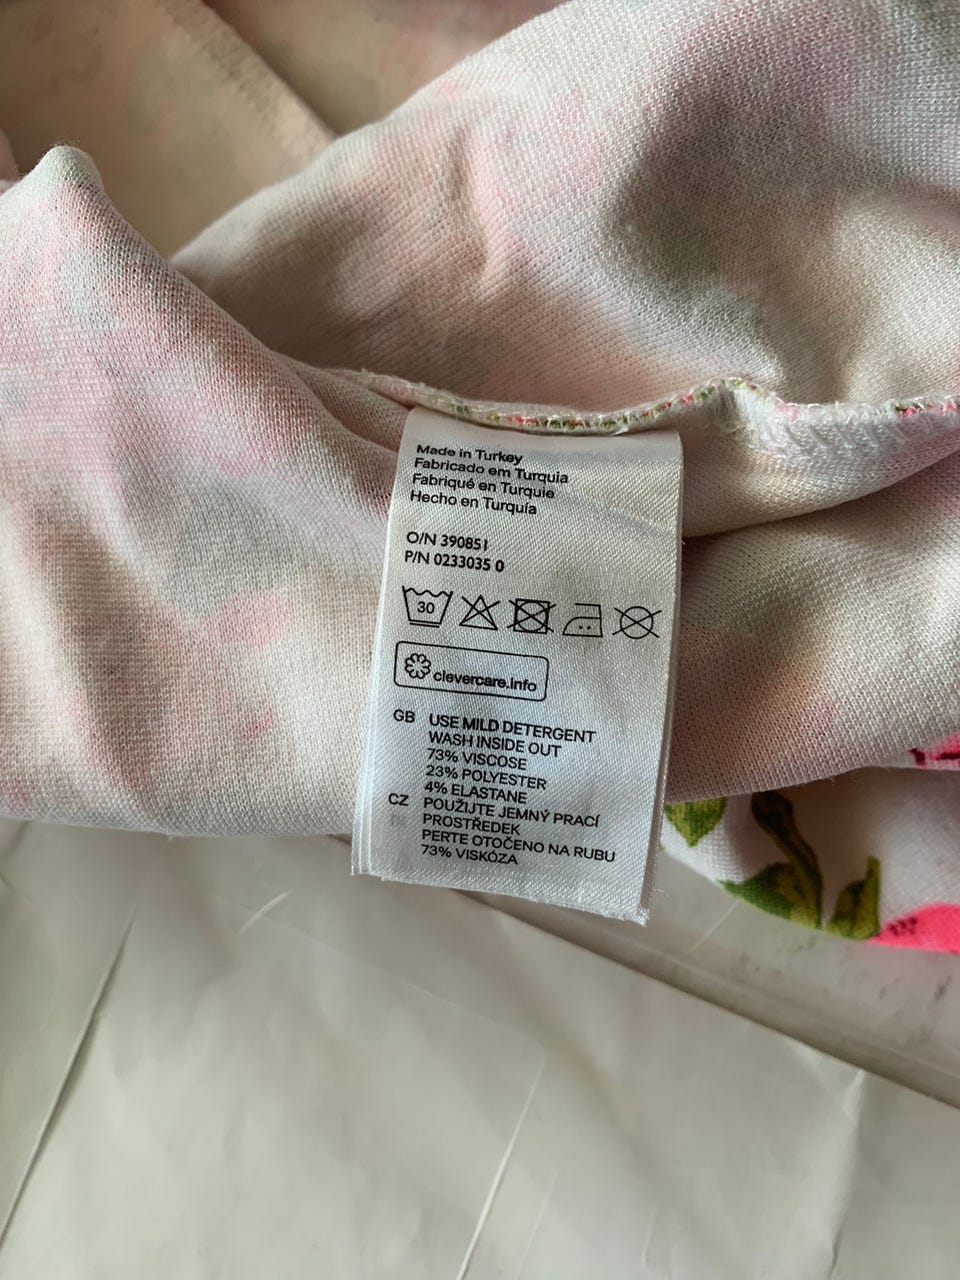 Made in Turkey
Fabricado em Turquia
Fabriqué en Turquie
Hecho en Turquía
O/N 390851
P/N 0233035 0
30
clevercare.info
GB USE MILD DETERGENT
WASH INSIDE OUT
73% VISCOSE
23% POLYESTER
4% ELASTANE
CZ POUŽIJTE JEMNÝ PRACÍ
PROSTŘEDEK
PERTE OTOČENO NA RUBU
73% VISKÓZA